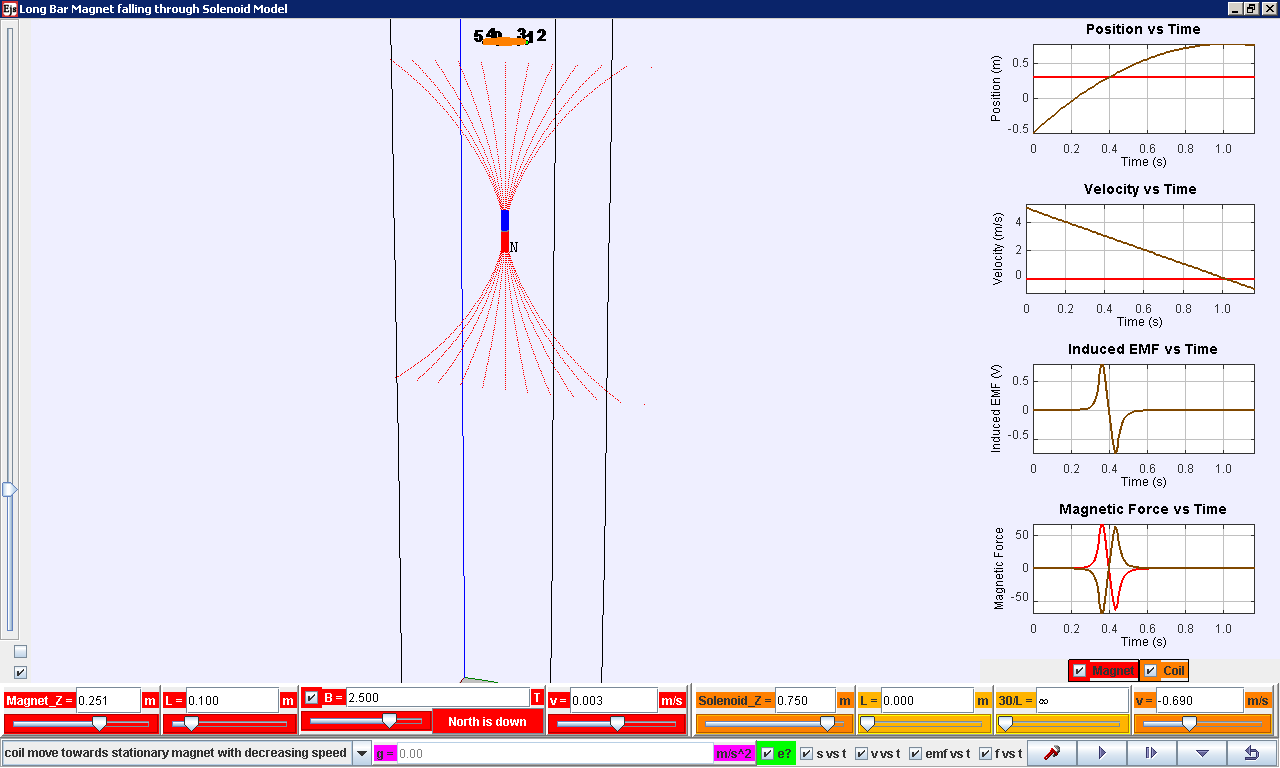 Long Bar Magnet falling through Solenoid Model
N
Position vs Time
Position (m)
0.5
0
-0.5
0 0.2 0.4 0.6 0.8 1.0
Time (s)
Velocity vs Time
Velocity (m/s)
4
2
0
0 0.2 0.4 0.6 0.8 1.0
Time (s)
Induced EMF vs Time
Induced EMF (V)
0.5
0
-0.5
0 0.2 0.4 0.6 0.8 1.0
Time (s)
Magnetic Force vs Time
Magnetic Force
50
0
-50
0 0.2 0.4 0.6 0.8 1.0
Time (s)
Magnet Coil
Magnet_Z = 0.251 m L = 0.100 m B = 2.500 T v = 0.003 m/s Solenoid_Z = 0.750 m L = 0.000 m 30/L = ∞ v = -0.690 m/s
North is down
coil move towards stationary magnet with decreasing speed g = 0.00 m/s^2 e? s vs t v vs t emf vs t f vs t